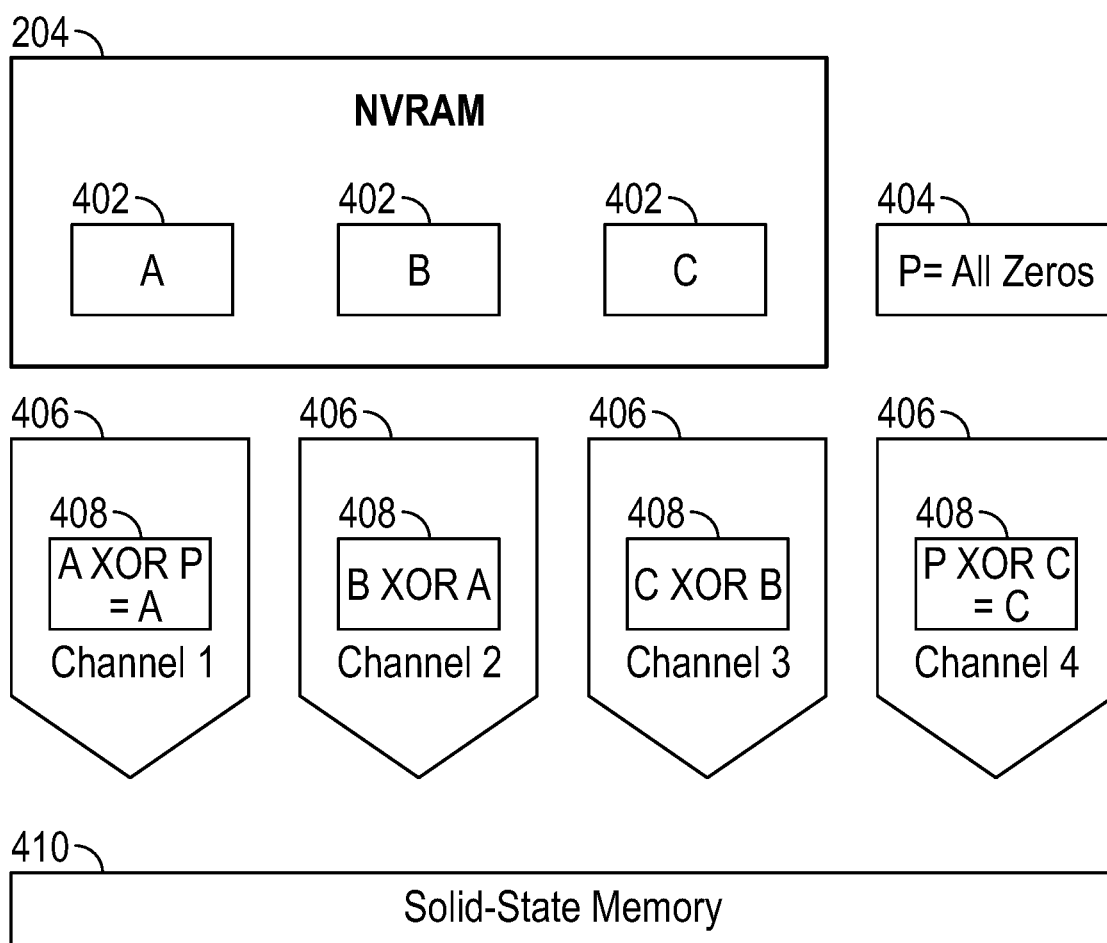 204
NVRAM
402 402 402 404
A B C P= All Zeros
406 406 406 406
408 408 408 408
A XOR P
= A
B XOR A
C XOR B
P XOR C
= C
Channel 1 Channel 2 Channel 3 Channel 4
410
Solid-State Memory